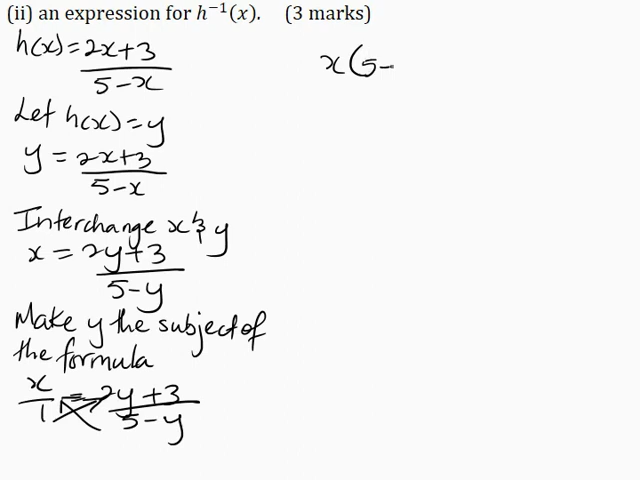 (ii) an expression for h⁻¹(x). (3 marks)
h(x) = 2x+3
5-x
Let h(x) = y
y = 2x+3
5-x
Interchange x & y
x = 2y+3
5-y
Make y the subject of
the formula
x = 2y+3
1 5-y
x(5-